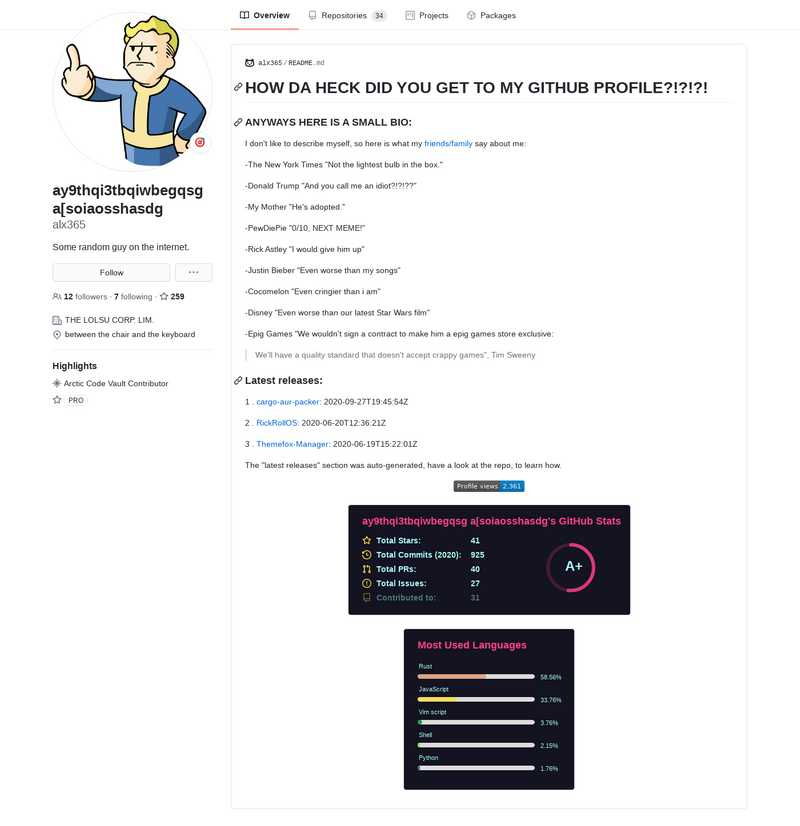 Overview
Repositories 34
Projects
Packages
ay9thqi3tbqiwbegqsg
a[soiaosshasdg
alx365
Some random guy on the internet.
Follow
...
12 followers · 7 following · 259
THE LOLSU CORP. LIM.
between the chair and the keyboard
Highlights
Arctic Code Vault Contributor
PRO
alx365/README.md
HOW DA HECK DID YOU GET TO MY GITHUB PROFILE?!?!?!
ANYWAYS HERE IS A SMALL BIO:
I don't like to describe myself, so here is what my friends/family say about me:
-The New York Times "Not the lightest bulb in the box."
-Donald Trump "And you call me an idiot?!?!??"
-My Mother "He's adopted."
-PewDiePie "0/10, NEXT MEME!"
-Rick Astley "I would give him up"
-Justin Bieber "Even worse than my songs"
-Cocomelon "Even cringier than i am"
-Disney "Even worse than our latest Star Wars film"
-Epig Games "We wouldn't sign a contract to make him a epig games store exclusive:
We'll have a quality standard that doesn't accept crappy games", Tim Sweeny
Latest releases:
1 . cargo-aur-packer: 2020-09-27T19:45:54Z
2 . RickRollOS: 2020-06-20T12:36:21Z
3 . Themefox-Manager: 2020-06-19T15:22:01Z
The "latest releases" section was auto-generated, have a look at the repo, to learn how.
Profile views 2,361
ay9thqi3tbqiwbegqsg a[soiaosshasdg's GitHub Stats
Total Stars: 41
Total Commits (2020): 925
Total PRs: 40
Total Issues: 27
Contributed to: 31
A+
Most Used Languages
Rust
58.56%
JavaScript
33.76%
Vim script
3.76%
Shell
2.15%
Python
1.76%